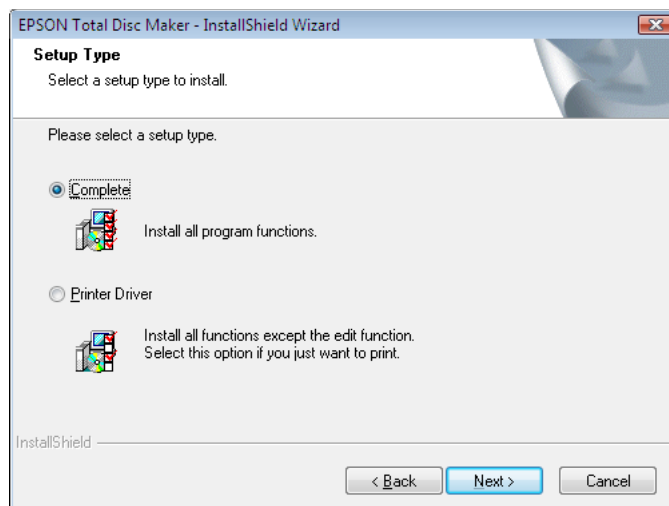 EPSON Total Disc Maker - InstallShield Wizard
Setup Type
Select a setup type to install.
Please select a setup type.
Complete
Install all program functions.
Printer Driver
Install all functions except the edit function.
Select this option if you just want to print.
InstallShield
< Back
Next >
Cancel